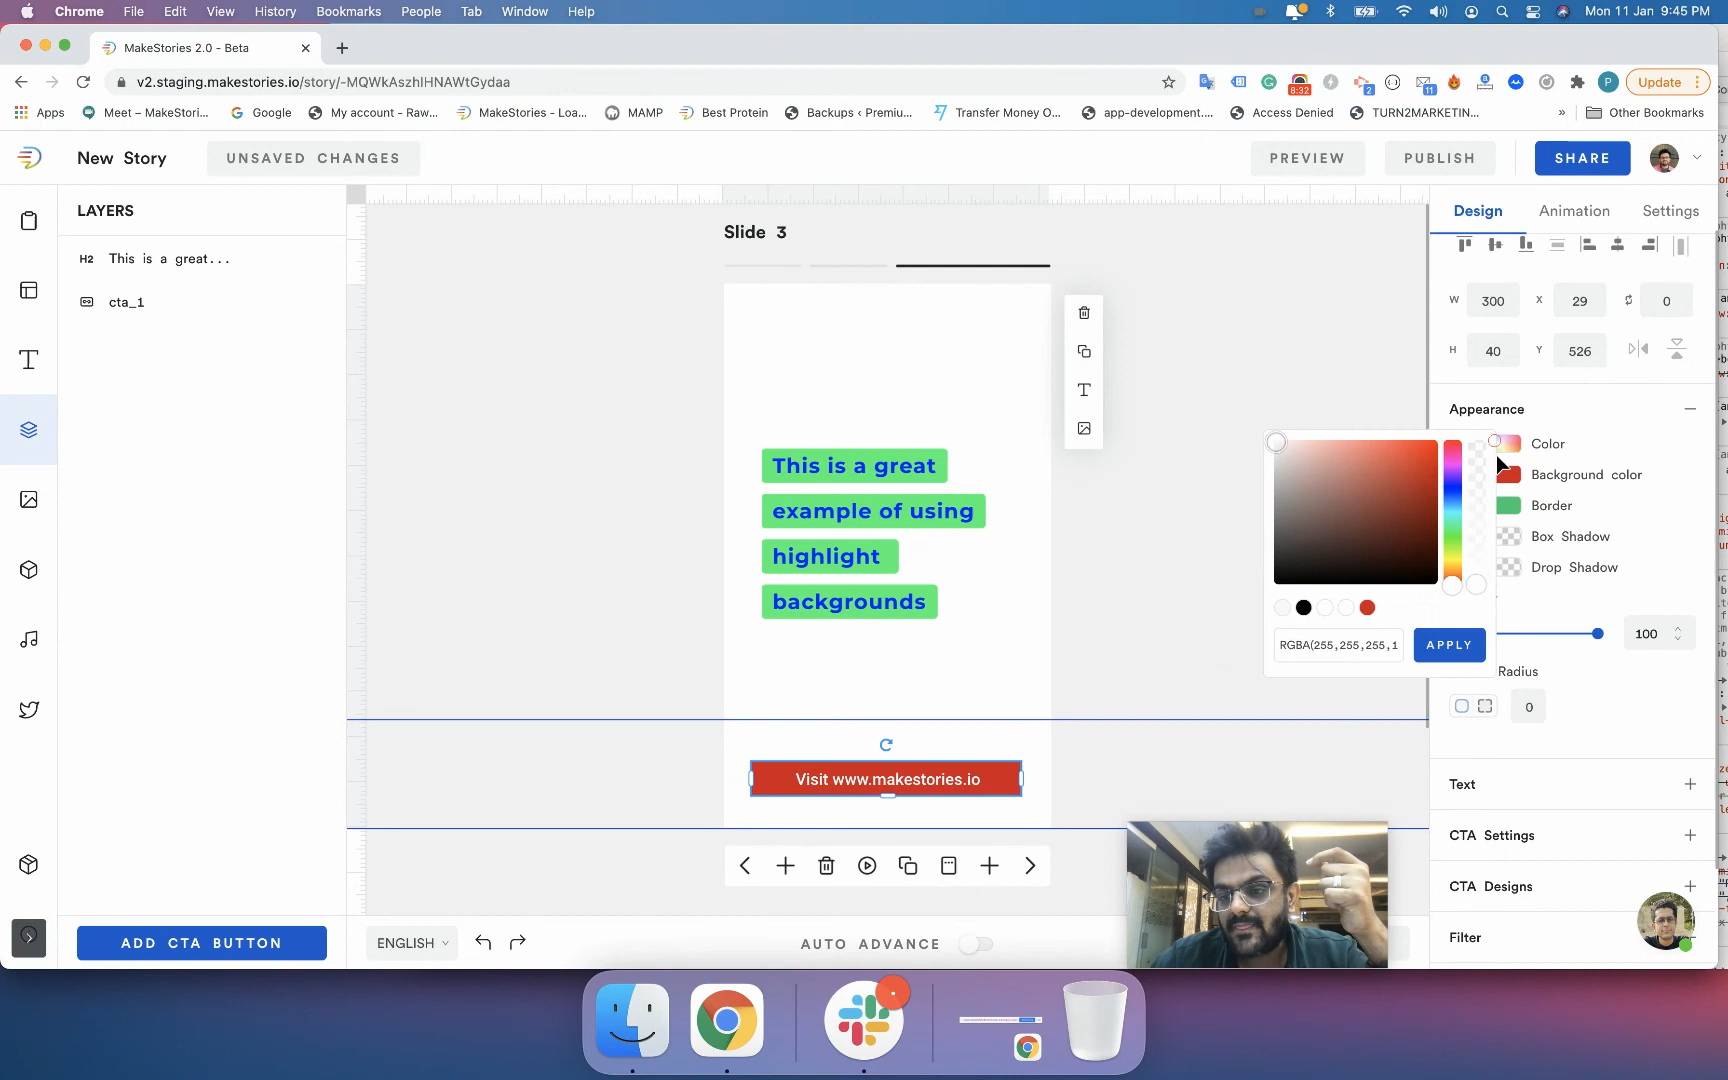 Chrome File Edit View History Bookmarks People Tab Window Help Mon 11 Jan 9:45 PM
MakeStories 2.0 - Beta
v2.staging.makestories.io/story/-MQWkAszhIHNAWtGydaa
8:32
2
11
P
Update
Apps Meet – MakeStori... Google My account - Raw... MakeStories - Loa... MAMP Best Protein Backups ‹ Premiu... Transfer Money O... app-development.... Access Denied TURN2MARKETIN... » Other Bookmarks
New Story UNSAVED CHANGES PREVIEW PUBLISH SHARE
LAYERS
H2 This is a great...
cta_1
Slide 3
Design Animation Settings
W 300 X 29 0
H 40 Y 526
Appearance
Color
Background color
Border
Box Shadow
Drop Shadow
100
RGBA(255,255,255,1
APPLY
Radius
0
This is a great
example of using
highlight
backgrounds
Visit www.makestories.io
Text
CTA Settings
CTA Designs
Filter
ADD CTA BUTTON
ENGLISH
AUTO ADVANCE